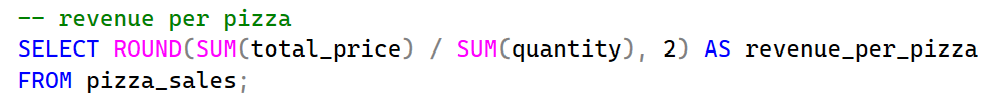 -- revenue per pizza
SELECT ROUND(SUM(total_price) / SUM(quantity), 2) AS revenue_per_pizza
FROM pizza_sales;